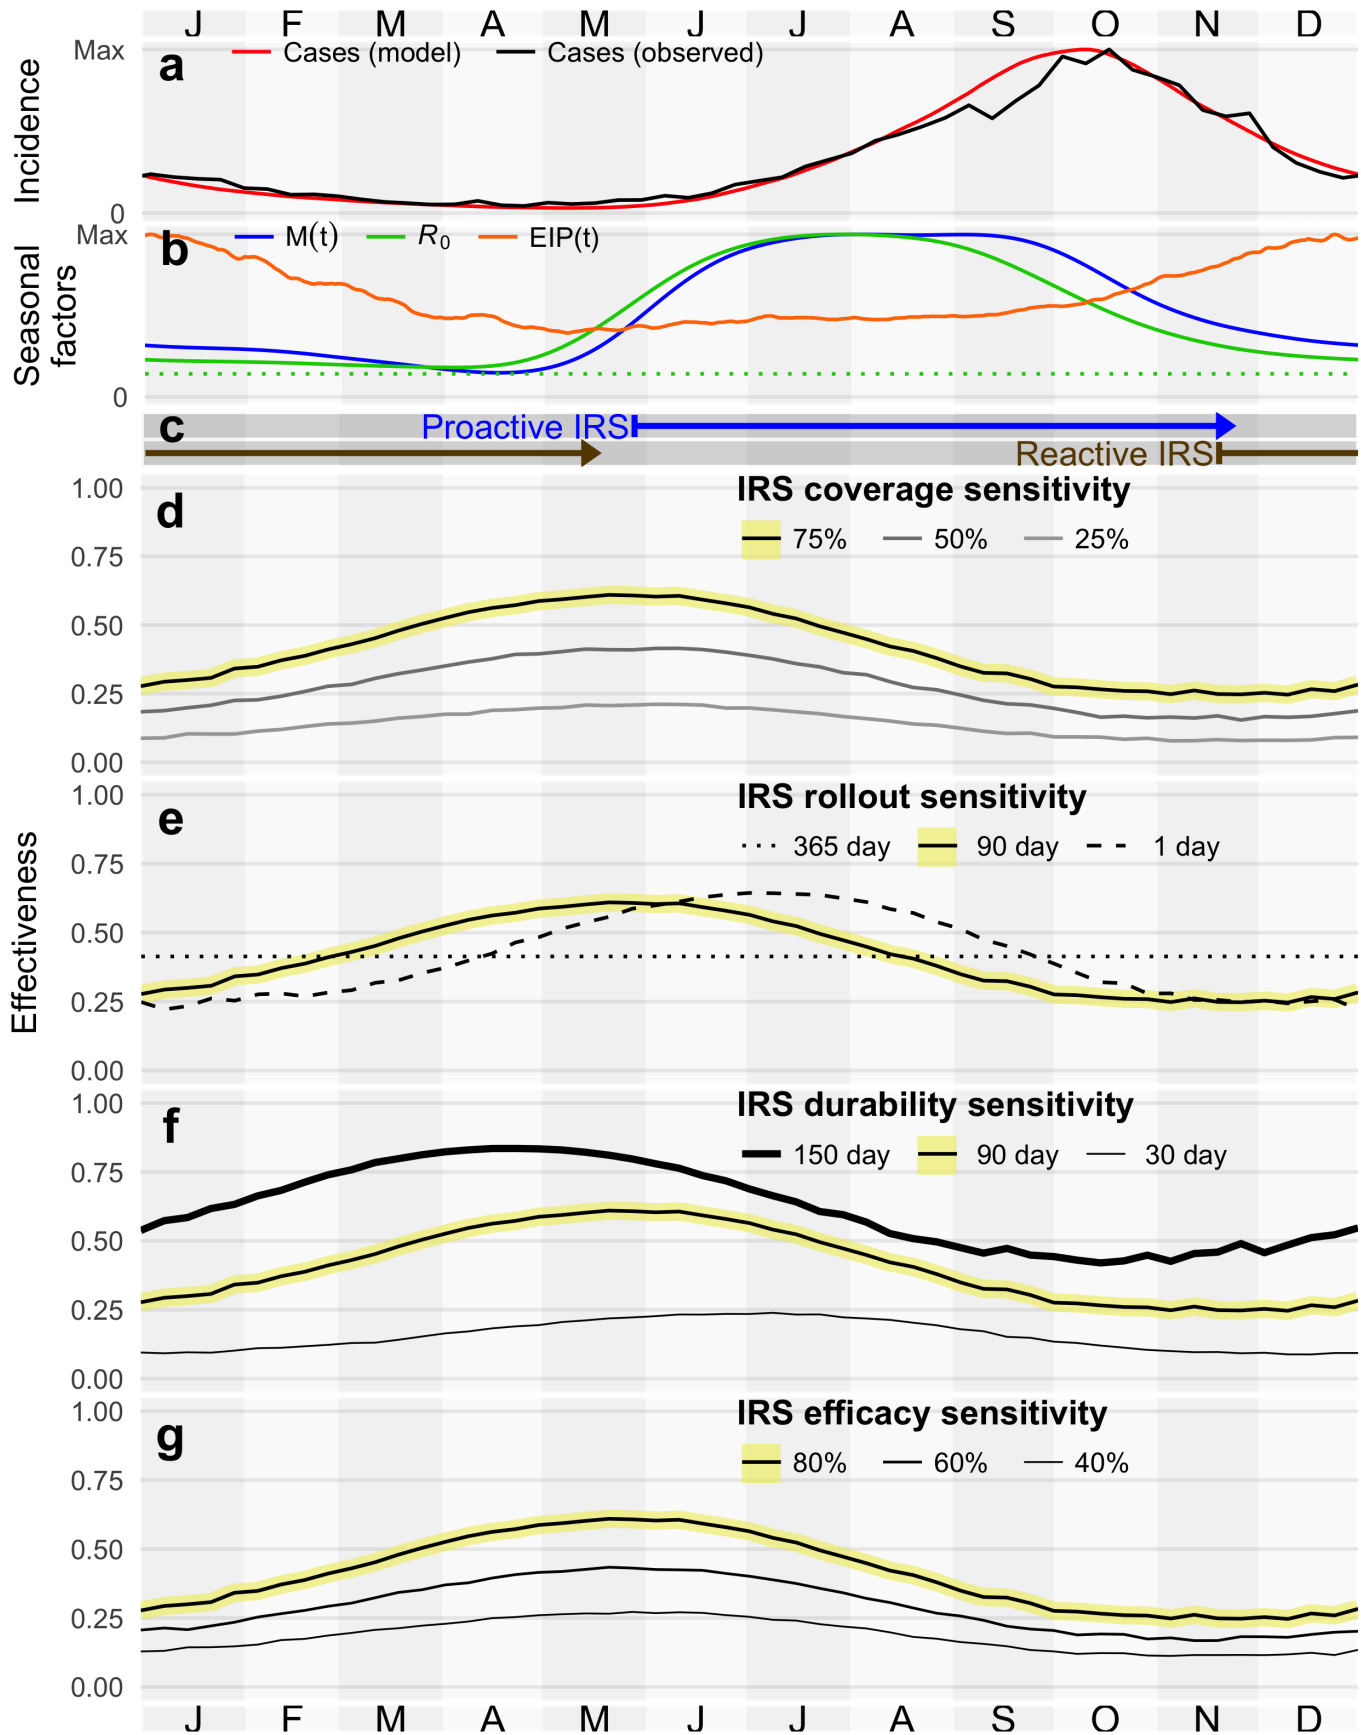 J F M A M J J A S O N D
Max
a
Cases (model) Cases (observed)
Incidence
0
Max
b
M(t) R0 EIP(t)
Seasonal
factors
0
c
Proactive IRS
Reactive IRS
1.00
d
IRS coverage sensitivity
75% 50% 25%
0.75
0.50
0.25
0.00
Effectiveness
1.00
e
IRS rollout sensitivity
365 day 90 day 1 day
0.75
0.50
0.25
0.00
1.00
f
IRS durability sensitivity
150 day 90 day 30 day
0.75
0.50
0.25
0.00
1.00
g
IRS efficacy sensitivity
80% 60% 40%
0.75
0.50
0.25
0.00
J F M A M J J A S O N D